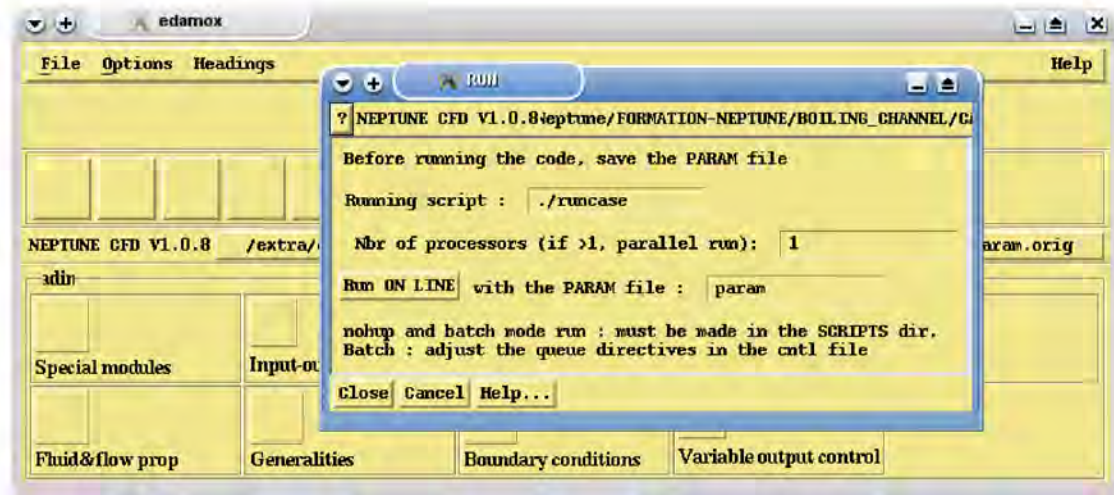 edamox
File Options Headings Help
RUN
? NEPTUNE CFD V1.0.8 eptune/FORMATION-NEPTUNE/BOILING_CHANNEL/CA
Before running the code, save the PARAM file
Running script : ./runcase
Nbr of processors (if >1, parallel run): 1
NEPTUNE CFD V1.0.8 /extra/ aram.orig
adin
Run ON LINE with the PARAM file : param
nohup and batch mode run : must be made in the SCRIPTS dir.
Batch : adjust the queue directives in the cntl file
Special modules Input-ou
Close Cancel Help...
Fluid&flow prop Generalities Boundary conditions Variable output control